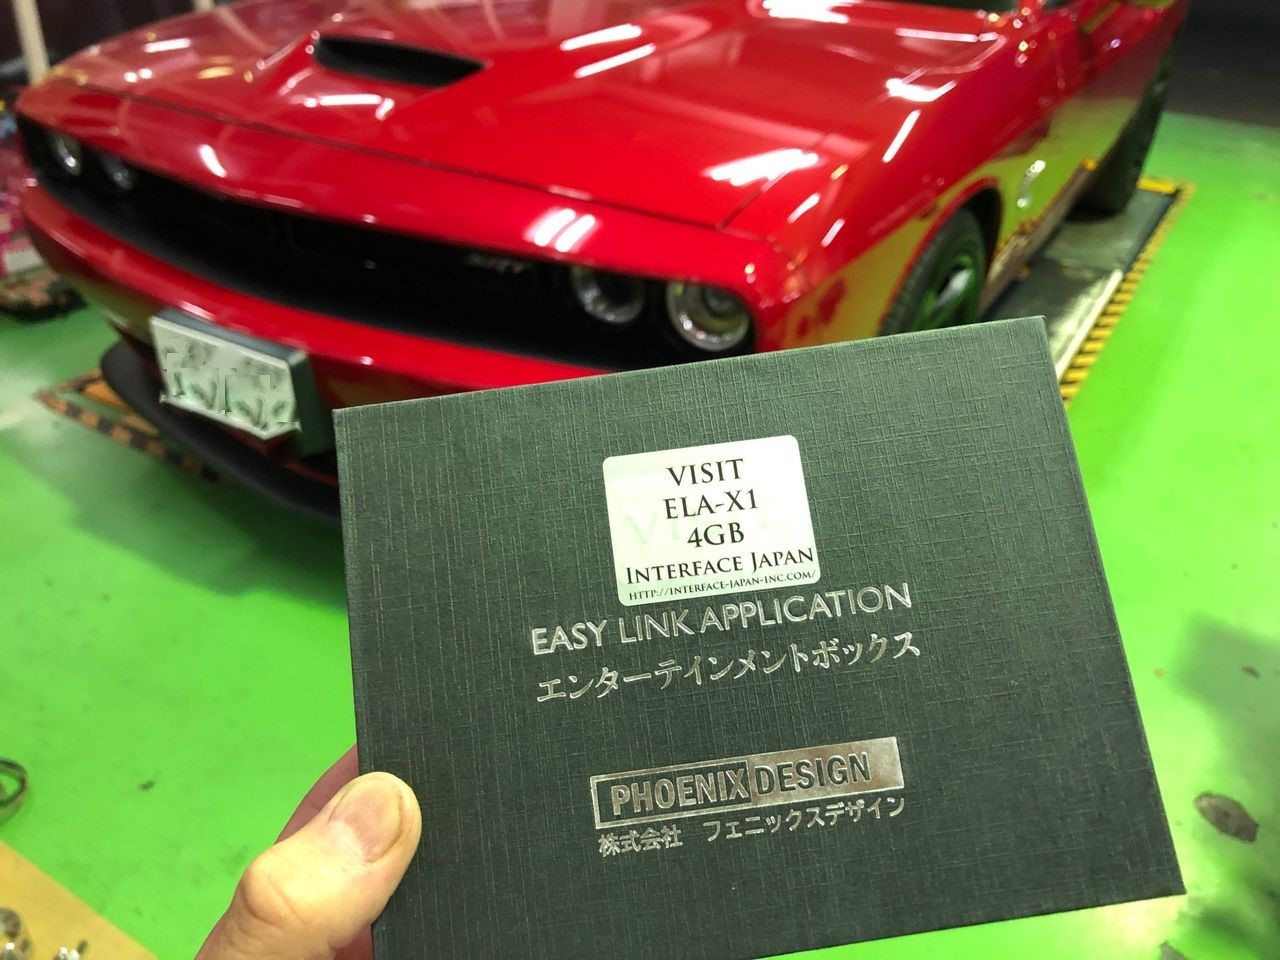 SRT
VISIT
ELA-X1
4GB
INTERFACE JAPAN
HTTP://INTERFACE-JAPAN-INC.COM/
EASY LINK APPLICATION
エンターテインメントボックス
PHOENIX DESIGN
株式会社 フェニックスデザイン